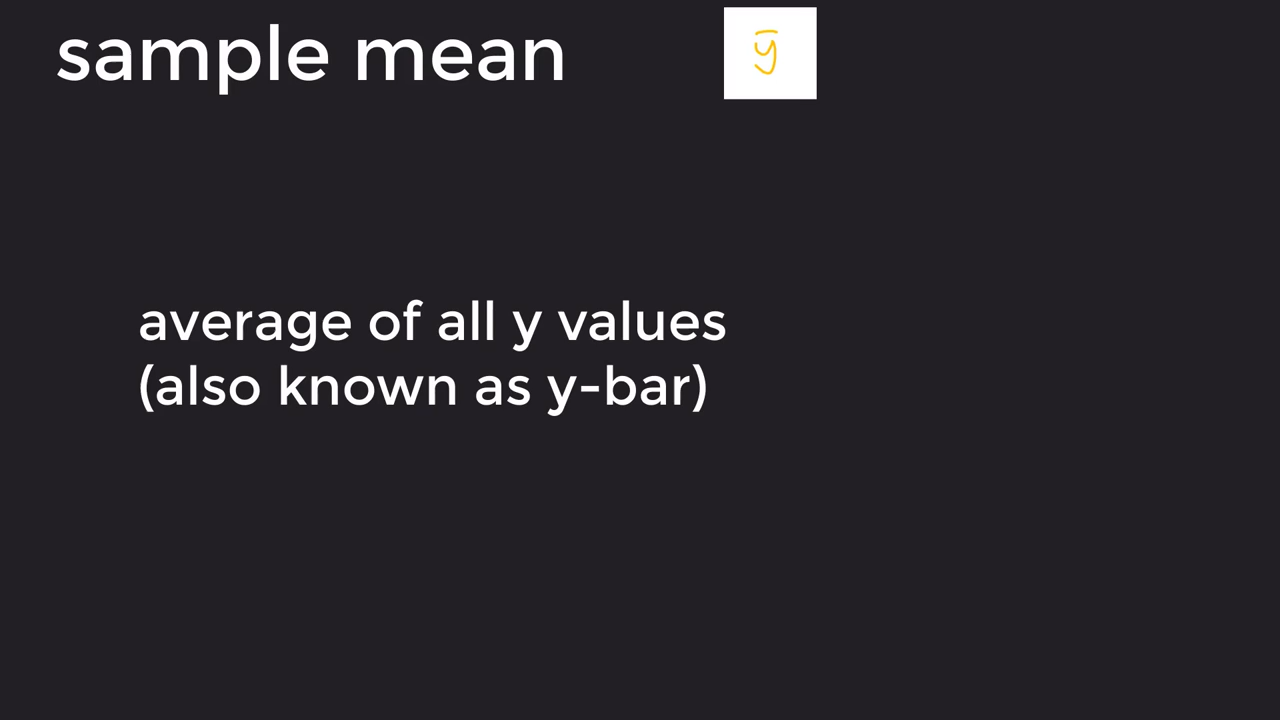 sample mean ȳ
average of all y values
(also known as y-bar)